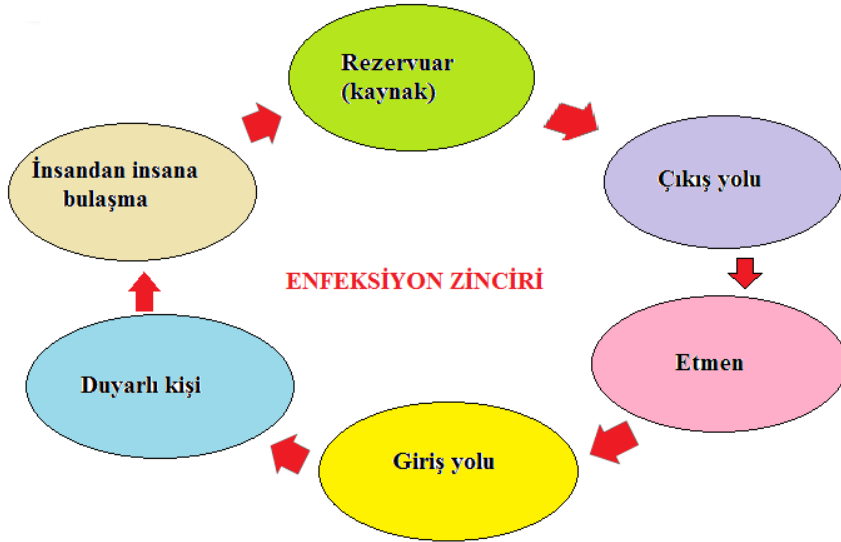 Rezervuar
(kaynak)
Çıkış yolu
Etmen
Giriş yolu
Duyarlı kişi
İnsandan insana
bulaşma
ENFEKSİYON ZİNCİRİ